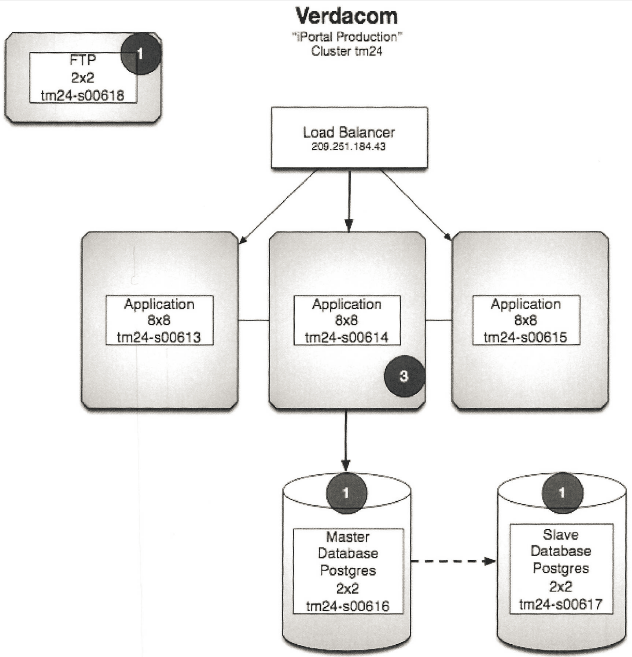 Verdacom
"iPortal Production"
Cluster tm24
1
FTP
2x2
tm24-s00618
Load Balancer
209.251.184.43
Application
8x8
tm24-s00613
Application
8x8
tm24-s00614
3
Application
8x8
tm24-s00615
1
Master
Database
Postgres
2x2
tm24-s00616
1
Slave
Database
Postgres
2x2
tm24-s00617